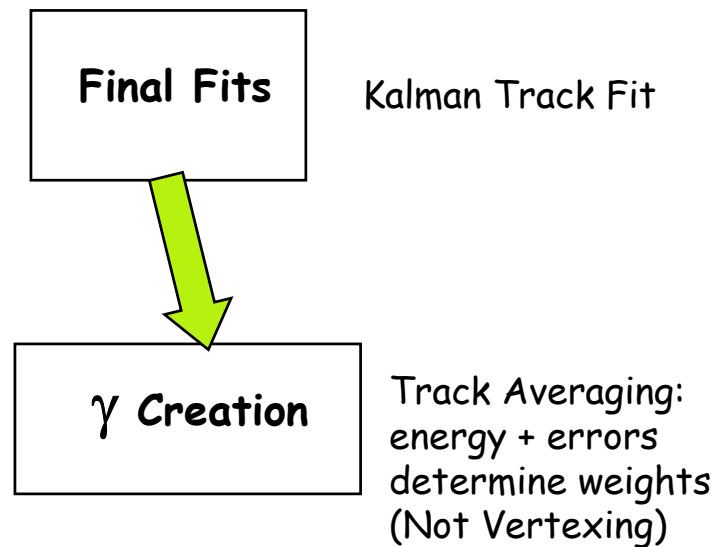 Final Fits
Kalman Track Fit
γ Creation
Track Averaging:
energy + errors
determine weights
(Not Vertexing)